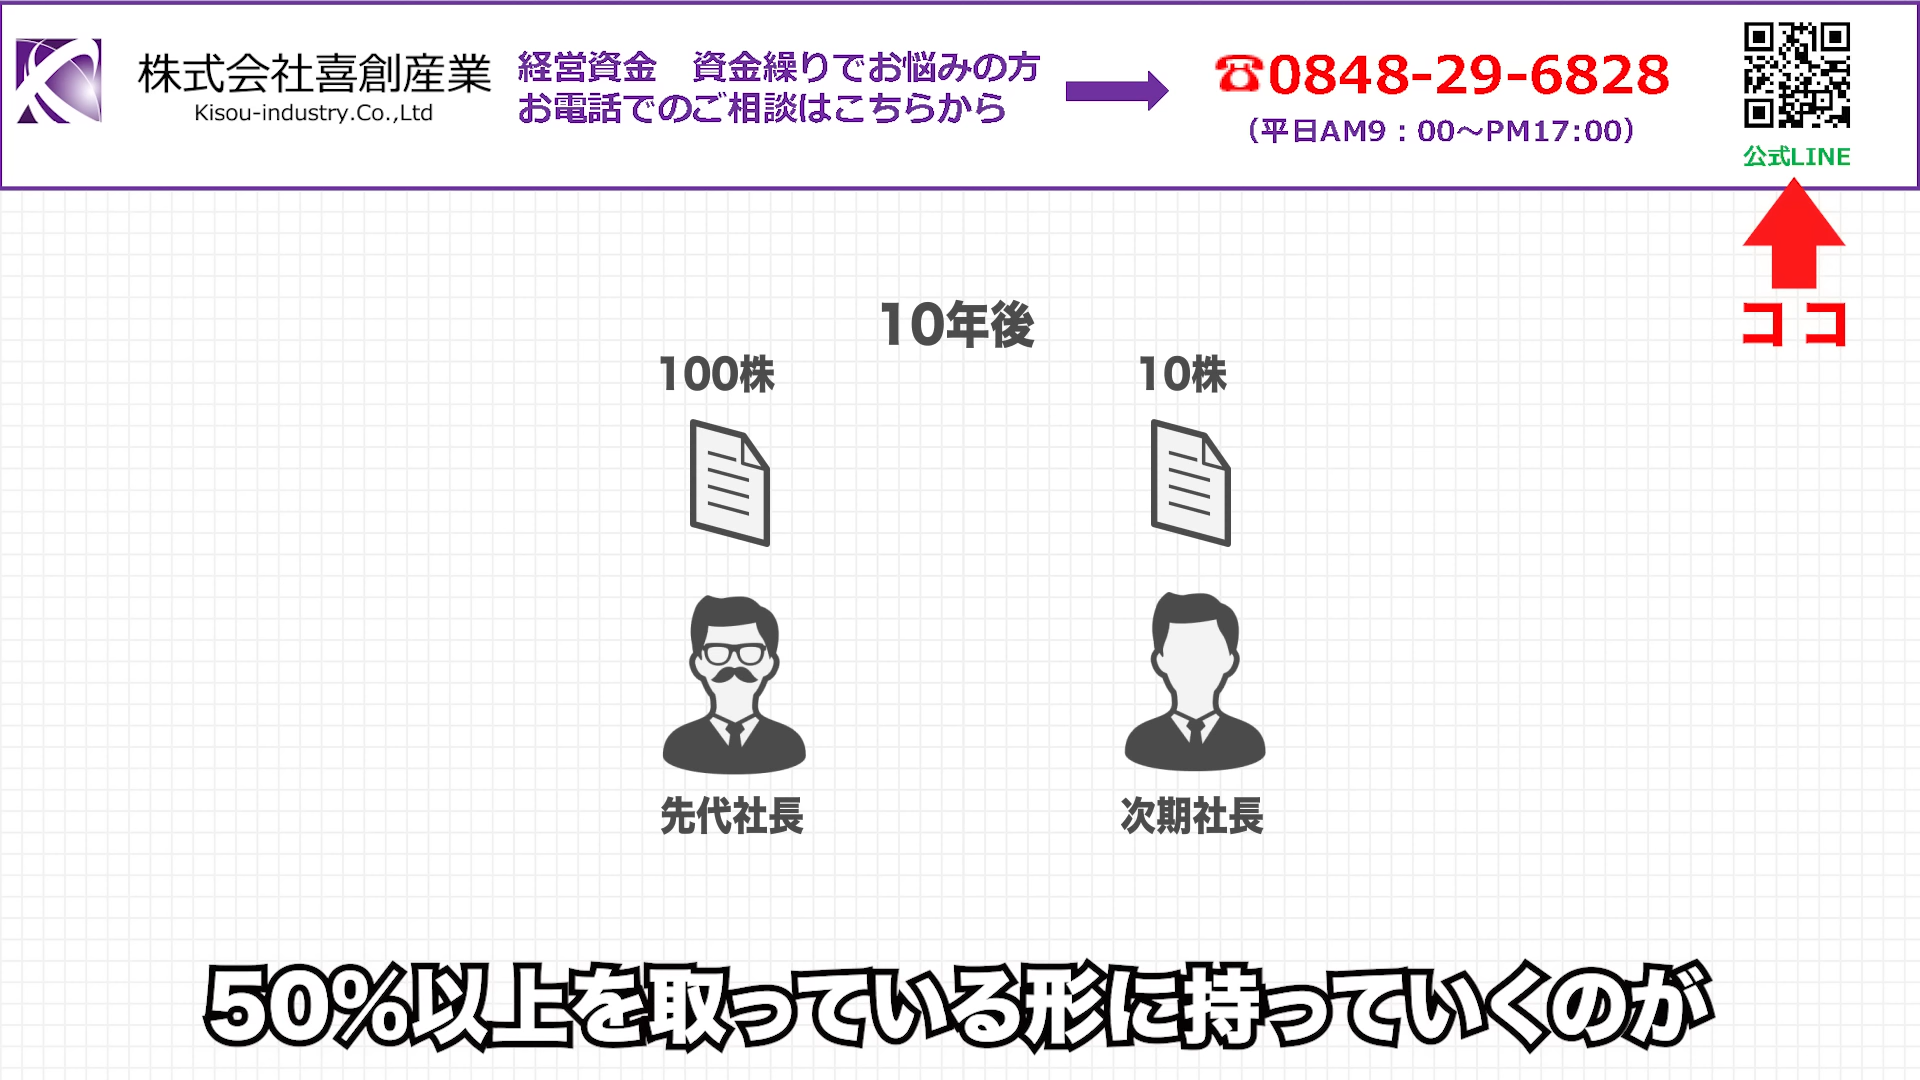 株式会社喜創産業
Kisou-industry.Co.,Ltd
経営資金　資金繰りでお悩みの方
お電話でのご相談はこちらから
☎0848-29-6828
（平日AM9：00～PM17:00）
公式LINE
ココ
10年後
100株
10株
先代社長
次期社長
50%以上を取っている形に持っていくのが